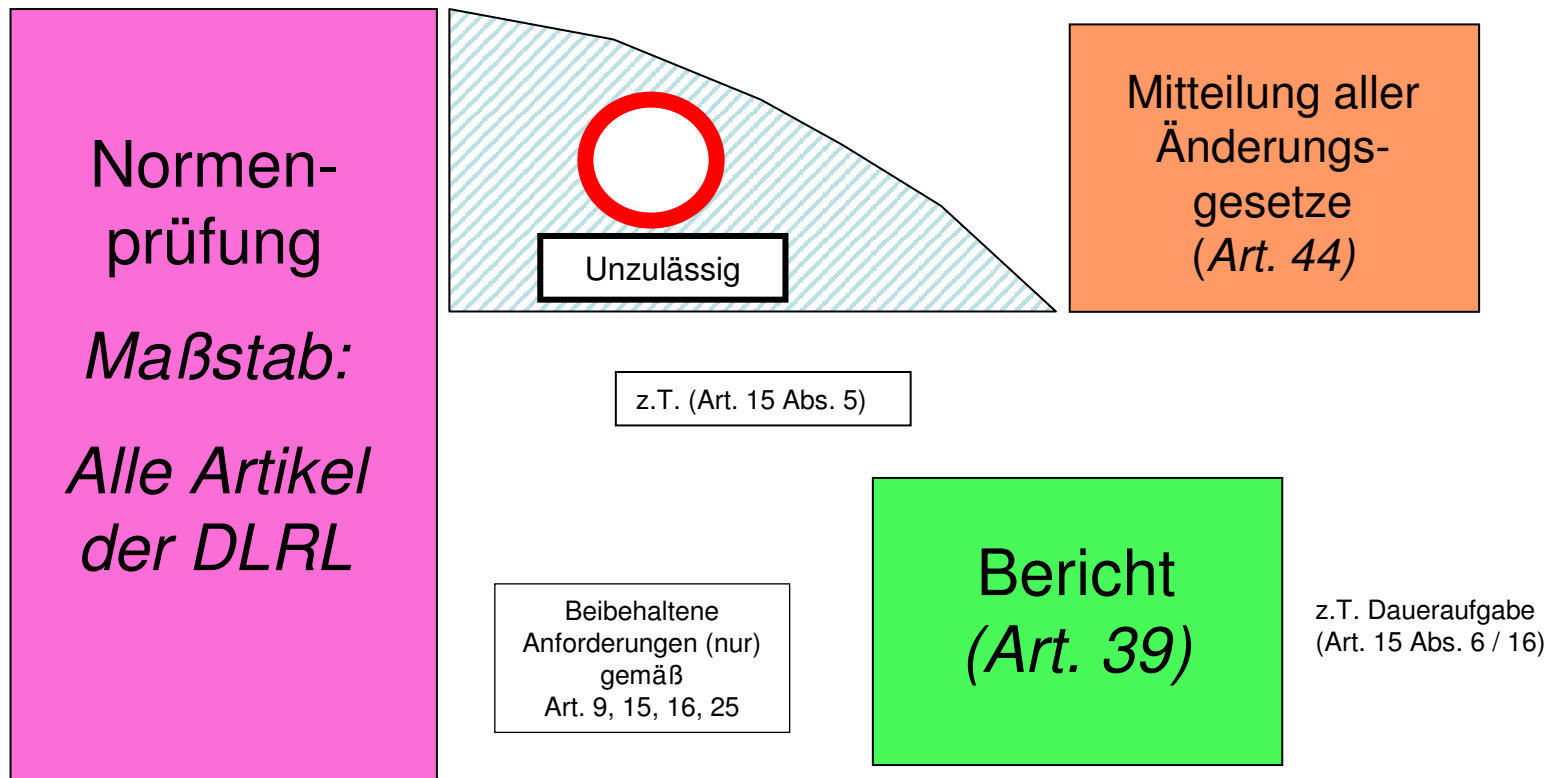 Normen-
prüfung
Maßstab:
Alle Artikel
der DLRL
Unzulässig
Mitteilung aller
Änderungs-
gesetze
(Art. 44)
z.T. (Art. 15 Abs. 5)
Beibehaltene
Anforderungen (nur)
gemäß
Art. 9, 15, 16, 25
Bericht
(Art. 39)
z.T. Daueraufgabe
(Art. 15 Abs. 6 / 16)